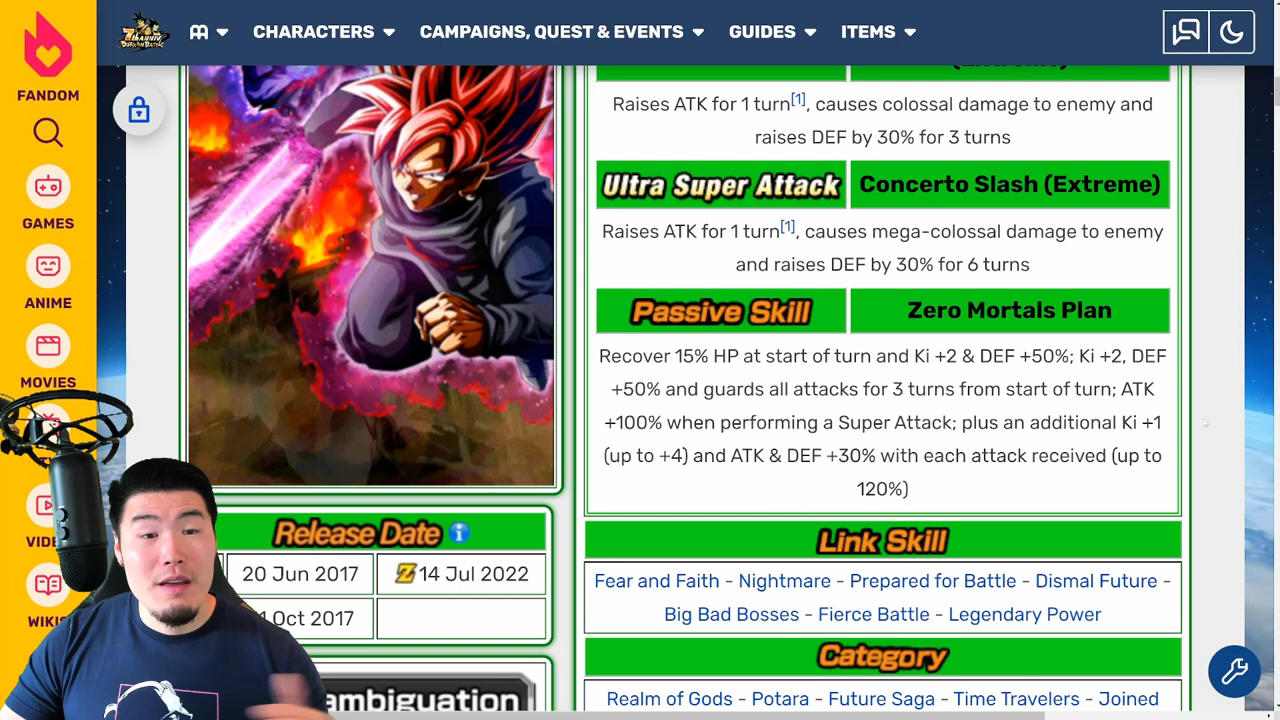 FANDOM
GAMES
ANIME
MOVIES
WIKIS
CHARACTERS
CAMPAIGNS, QUEST & EVENTS
GUIDES
ITEMS
Raises ATK for 1 turn[1], causes colossal damage to enemy and
raises DEF by 30% for 3 turns
Ultra Super Attack
Concerto Slash (Extreme)
Raises ATK for 1 turn[1], causes mega-colossal damage to enemy
and raises DEF by 30% for 6 turns
Passive Skill
Zero Mortals Plan
Recover 15% HP at start of turn and Ki +2 & DEF +50%; Ki +2, DEF
+50% and guards all attacks for 3 turns from start of turn; ATK
+100% when performing a Super Attack; plus an additional Ki +1
(up to +4) and ATK & DEF +30% with each attack received (up to
120%)
Release Date
20 Jun 2017
Z 14 Jul 2022
Oct 2017
ambiguation
Link Skill
Fear and Faith - Nightmare - Prepared for Battle - Dismal Future -
Big Bad Bosses - Fierce Battle - Legendary Power
Category
Realm of Gods - Potara - Future Saga - Time Travelers - Joined